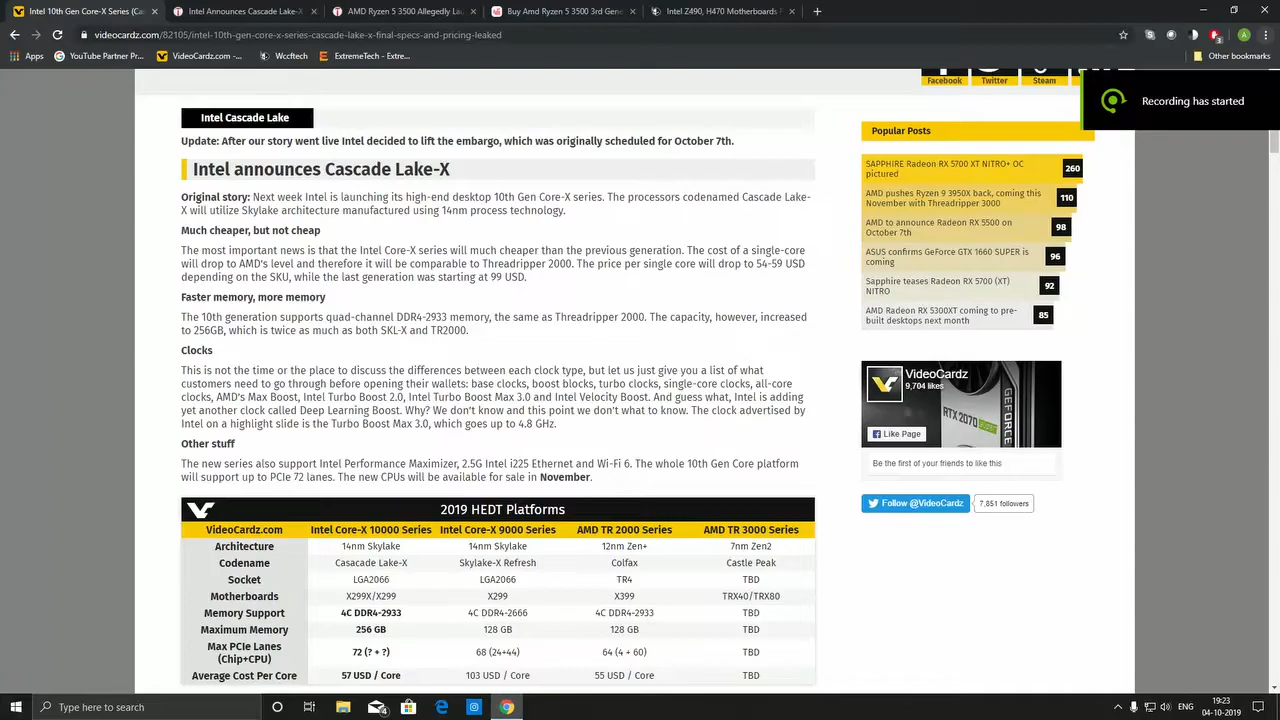 Intel 10th Gen Core-X Series (Cas
Intel Announces Cascade Lake-X
AMD Ryzen 5 3500 Allegedly La
Buy Amd Ryzen 5 3500 3rd Gene
Intel Z490, H470 Motherboards F
videocardz.com/82105/intel-10th-gen-core-x-series-cascade-lake-x-final-specs-and-pricing-leaked
Apps
YouTube Partner Pr...
VideoCardz.com -...
Wccftech
ExtremeTech - Extre...
Other bookmarks
Facebook
Twitter
Steam
Recording has started
Intel Cascade Lake
Update: After our story went live Intel decided to lift the embargo, which was originally scheduled for October 7th.
Intel announces Cascade Lake-X
Original story: Next week Intel is launching its high-end desktop 10th Gen Core-X series. The processors codenamed Cascade Lake-
X will utilize Skylake architecture manufactured using 14nm process technology.
Much cheaper, but not cheap
The most important news is that the Intel Core-X series will much cheaper than the previous generation. The cost of a single-core
will drop to AMD's level and therefore it will be comparable to Threadripper 2000. The price per single core will drop to 54-59 USD
depending on the SKU, while the last generation was starting at 99 USD.
Faster memory, more memory
The 10th generation supports quad-channel DDR4-2933 memory, the same as Threadripper 2000. The capacity, however, increased
to 256GB, which is twice as much as both SKL-X and TR2000.
Clocks
This is not the time or the place to discuss the differences between each clock type, but let us just give you a list of what
customers need to go through before opening their wallets: base clocks, boost blocks, turbo clocks, single-core clocks, all-core
clocks, AMD's Max Boost, Intel Turbo Boost 2.0, Intel Turbo Boost Max 3.0 and Intel Velocity Boost. And guess what, Intel is adding
yet another clock called Deep Learning Boost. Why? We don't know and this point we don't what to know. The clock advertised by
Intel on a highlight slide is the Turbo Boost Max 3.0, which goes up to 4.8 GHz.
Other stuff
The new series also support Intel Performance Maximizer, 2.5G Intel i225 Ethernet and Wi-Fi 6. The whole 10th Gen Core platform
will support up to PCIe 72 lanes. The new CPUs will be available for sale in November.
2019 HEDT Platforms
VideoCardz.com Intel Core-X 10000 Series Intel Core-X 9000 Series AMD TR 2000 Series AMD TR 3000 Series
Architecture 14nm Skylake 14nm Skylake 12nm Zen+ 7nm Zen2
Codename Casacade Lake-X Skylake-X Refresh Colfax Castle Peak
Socket LGA2066 LGA2066 TR4 TBD
Motherboards X299X/X299 X299 X399 TRX40/TRX80
Memory Support 4C DDR4-2933 4C DDR4-2666 4C DDR4-2933 TBD
Maximum Memory 256 GB 128 GB 128 GB TBD
Max PCIe Lanes
(Chip+CPU) 72 (? + ?) 68 (24+44) 64 (4 + 60) TBD
Average Cost Per Core 57 USD / Core 103 USD / Core 55 USD / Core TBD
Popular Posts
SAPPHIRE Radeon RX 5700 XT NITRO+ OC
pictured 260
AMD pushes Ryzen 9 3950X back, coming this
November with Threadripper 3000 110
AMD to announce Radeon RX 5500 on
October 7th 98
ASUS confirms GeForce GTX 1660 SUPER is
coming 96
Sapphire teases Radeon RX 5700 (XT)
NITRO 92
AMD Radeon RX 5300XT coming to pre-
built desktops next month 85
VideoCardz
9,704 likes
RTX 2070 SUPER
GEFORCE
Like Page
Be the first of your friends to like this
Follow @VideoCardz
7,851 followers
Type here to search
ENG
19:23
04-10-2019